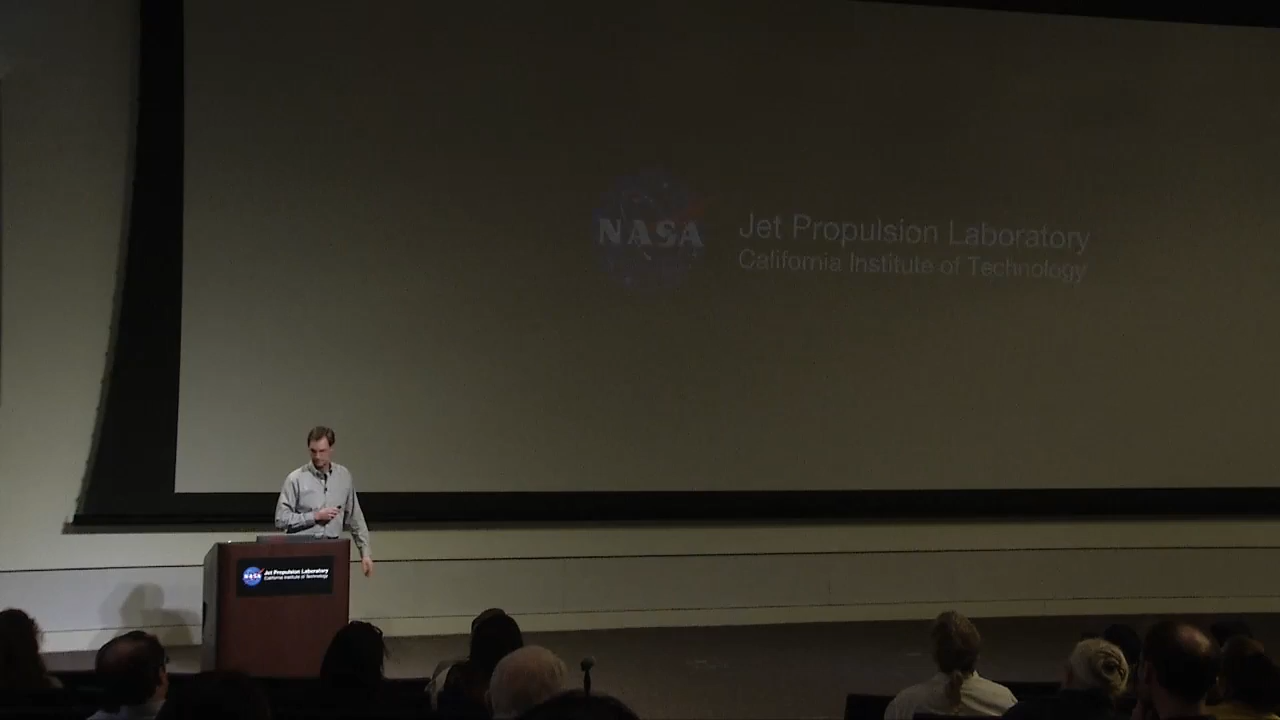 NASA
Jet Propulsion Laboratory
California Institute of Technology
NASA
Jet Propulsion Laboratory
California Institute of Technology